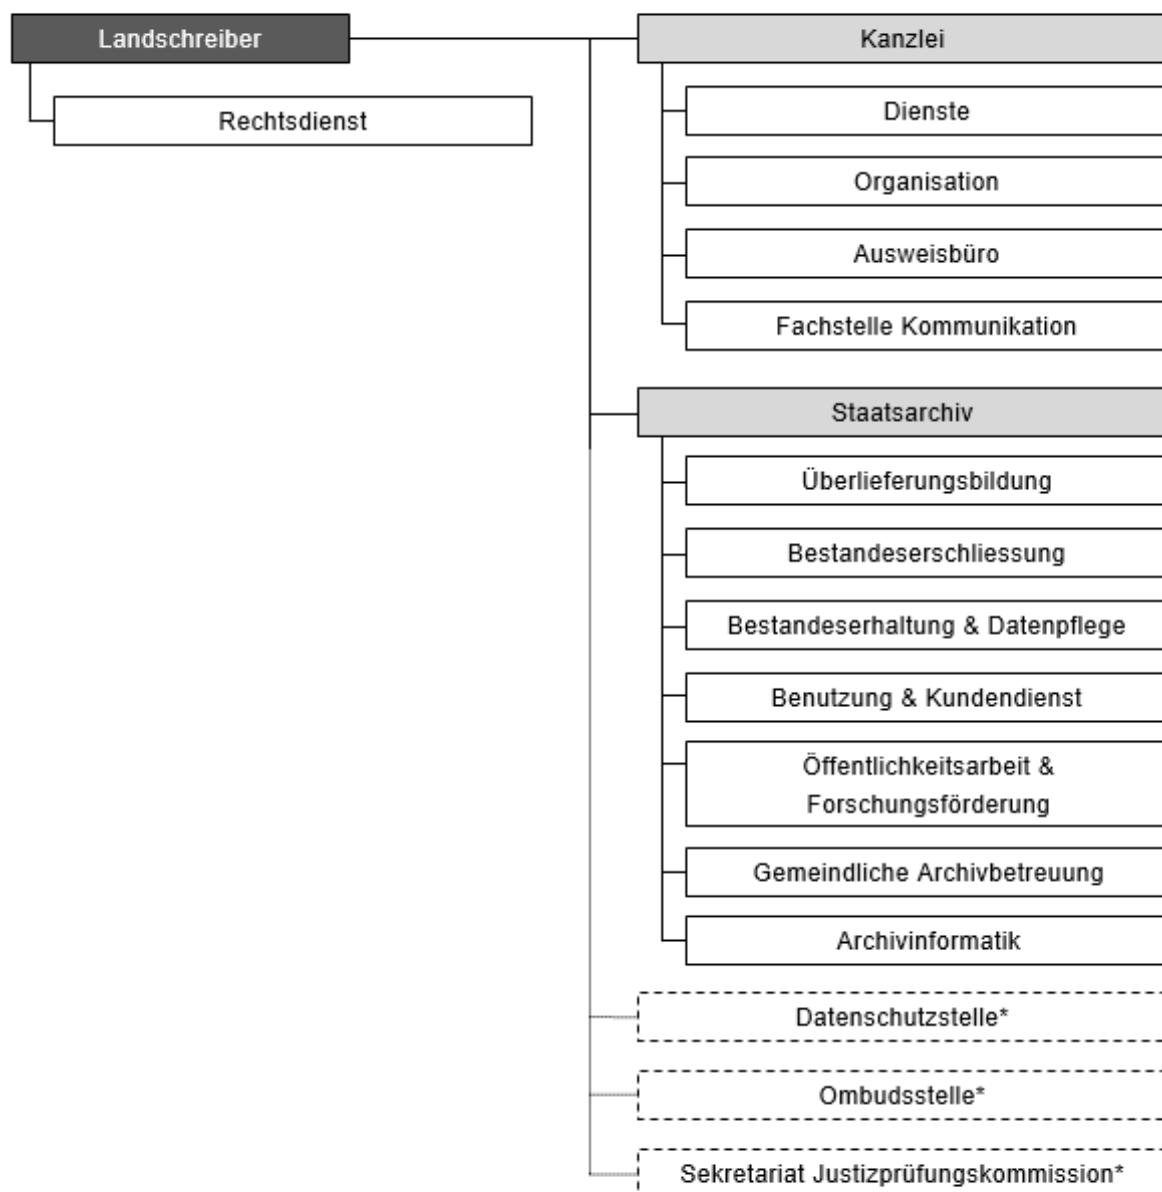 Landschreiber
Rechtsdienst
Kanzlei
Dienste
Organisation
Ausweisbüro
Fachstelle Kommunikation
Staatsarchiv
Überlieferungsbildung
Bestandeserschliessung
Bestandeserhaltung & Datenpflege
Benutzung & Kundendienst
Öffentlichkeitsarbeit &
Forschungsförderung
Gemeindliche Archivbetreuung
Archivinformatik
Datenschutzstelle*
Ombudsstelle*
Sekretariat Justizprüfungskommission*